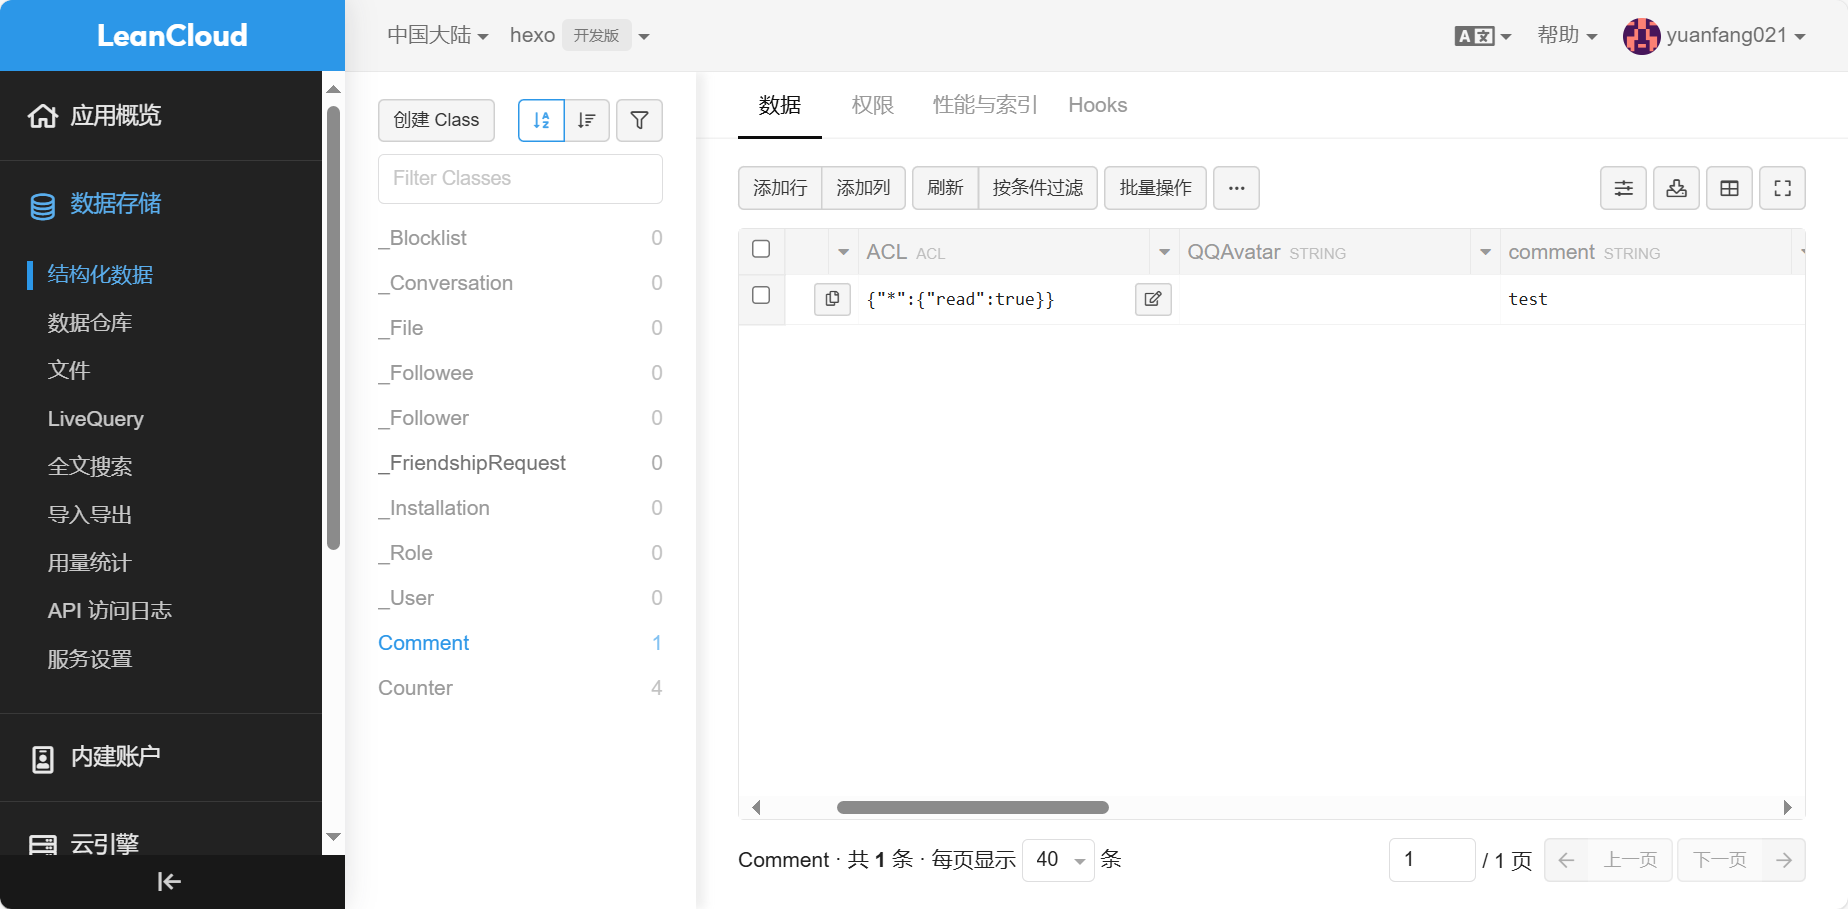 LeanCloud
中国大陆 hexo 开发版
A文 帮助 yuanfang021
应用概览
数据存储
结构化数据
数据仓库
文件
LiveQuery
全文搜索
导入导出
用量统计
API 访问日志
服务设置
内建账户
云引擎
创建 Class
Filter Classes
_Blocklist 0
_Conversation 0
_File 0
_Followee 0
_Follower 0
_FriendshipRequest 0
_Installation 0
_Role 0
_User 0
Comment 1
Counter 4
数据 权限 性能与索引 Hooks
添加行 添加列 刷新 按条件过滤 批量操作 ...
ACL ACL QQAvatar STRING comment STRING
{"*":{"read":true}} test
Comment · 共 1 条 · 每页显示 40 条
1 / 1 页 上一页 下一页